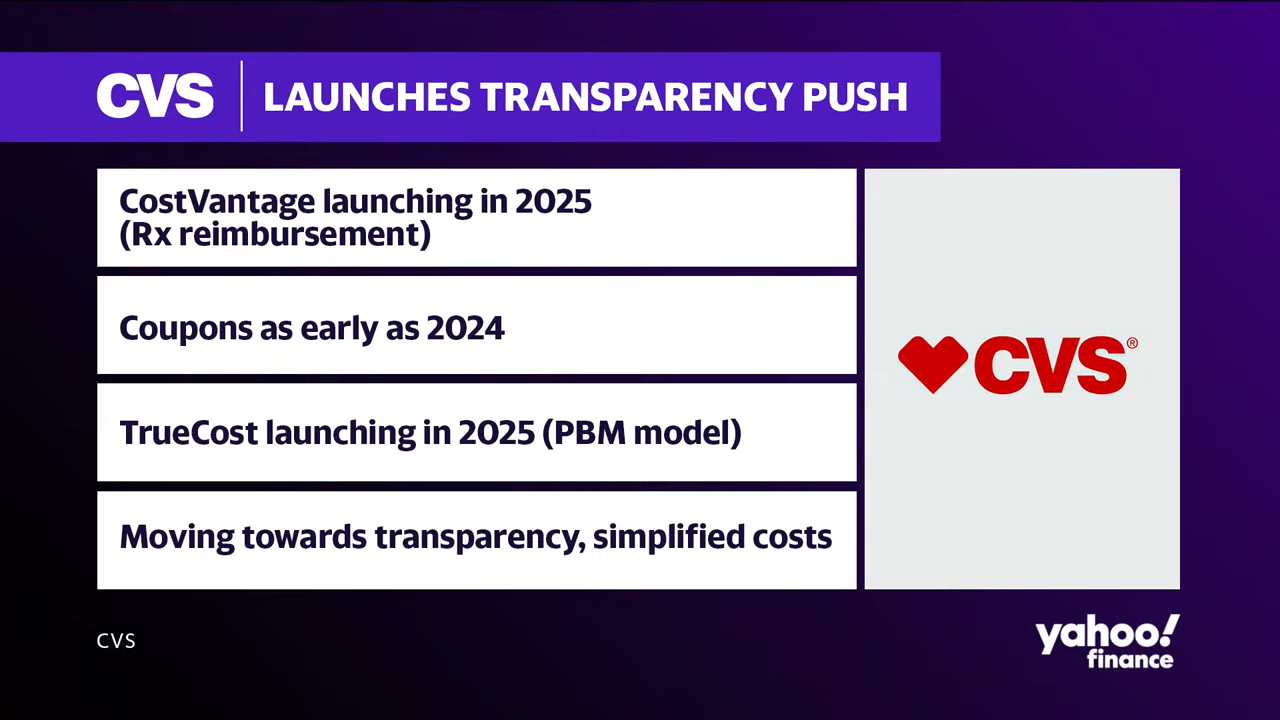 CVS LAUNCHES TRANSPARENCY PUSH
CostVantage launching in 2025
(Rx reimbursement)
Coupons as early as 2024
TrueCost launching in 2025 (PBM model)
Moving towards transparency, simplified costs
CVS®
CVS
yahoo!
finance